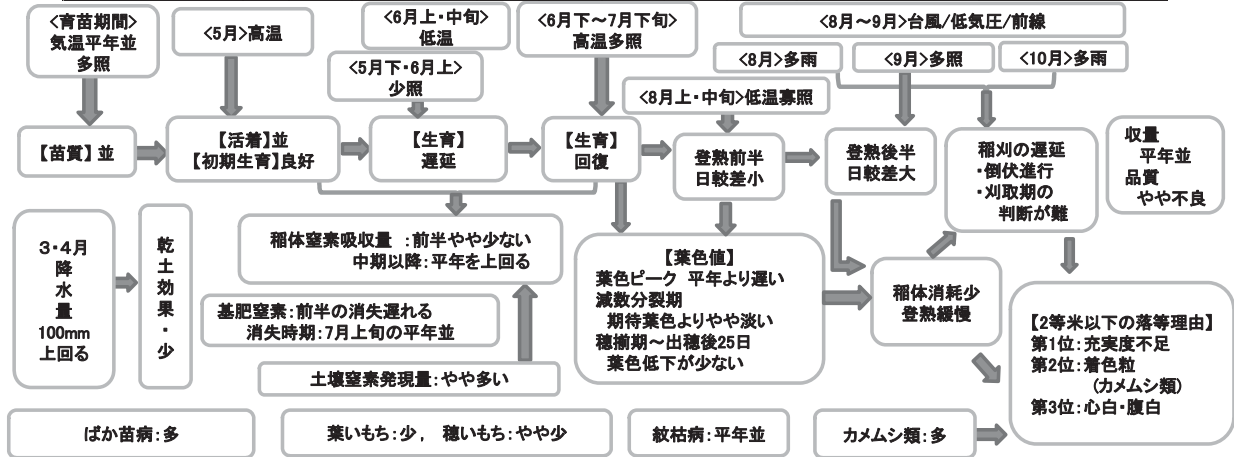 <育苗期間>
気温平年並
多照
<5月>高温
<6月上・中旬>
低温
<5月下・6月上>
少照
<6月下～7月下旬>
高温多照
<8月～9月>台風/低気圧/前線
<8月>多雨
<9月>多照
<10月>多雨
<8月上・中旬>低温寡照
【苗質】並
【活着】並
【初期生育】良好
【生育】
遅延
【生育】
回復
登熟前半
日較差小
登熟後半
日較差大
稲刈の遅延
・倒伏進行
・刈取期の
判断が難
収量
平年並
品質
やや不良
3・4月
降
水
量
100mm
上回る
乾
土
効
果
・
少
稲体窒素吸収量 :前半やや少ない
中期以降:平年を上回る
基肥窒素:前半の消失遅れる
消失時期:7月上旬の平年並
土壌窒素発現量:やや多い
【葉色値】
葉色ピーク 平年より遅い
減数分裂期
期待葉色よりやや淡い
穂揃期～出穂後25日
葉色低下が少ない
稲体消耗少
登熟緩慢
【2等米以下の落等理由】
第1位:充実度不足
第2位:着色粒
(カメムシ類)
第3位:心白・腹白
ばか苗病:多
葉いもち:少, 穂いもち:やや少
紋枯病:平年並
カメムシ類:多